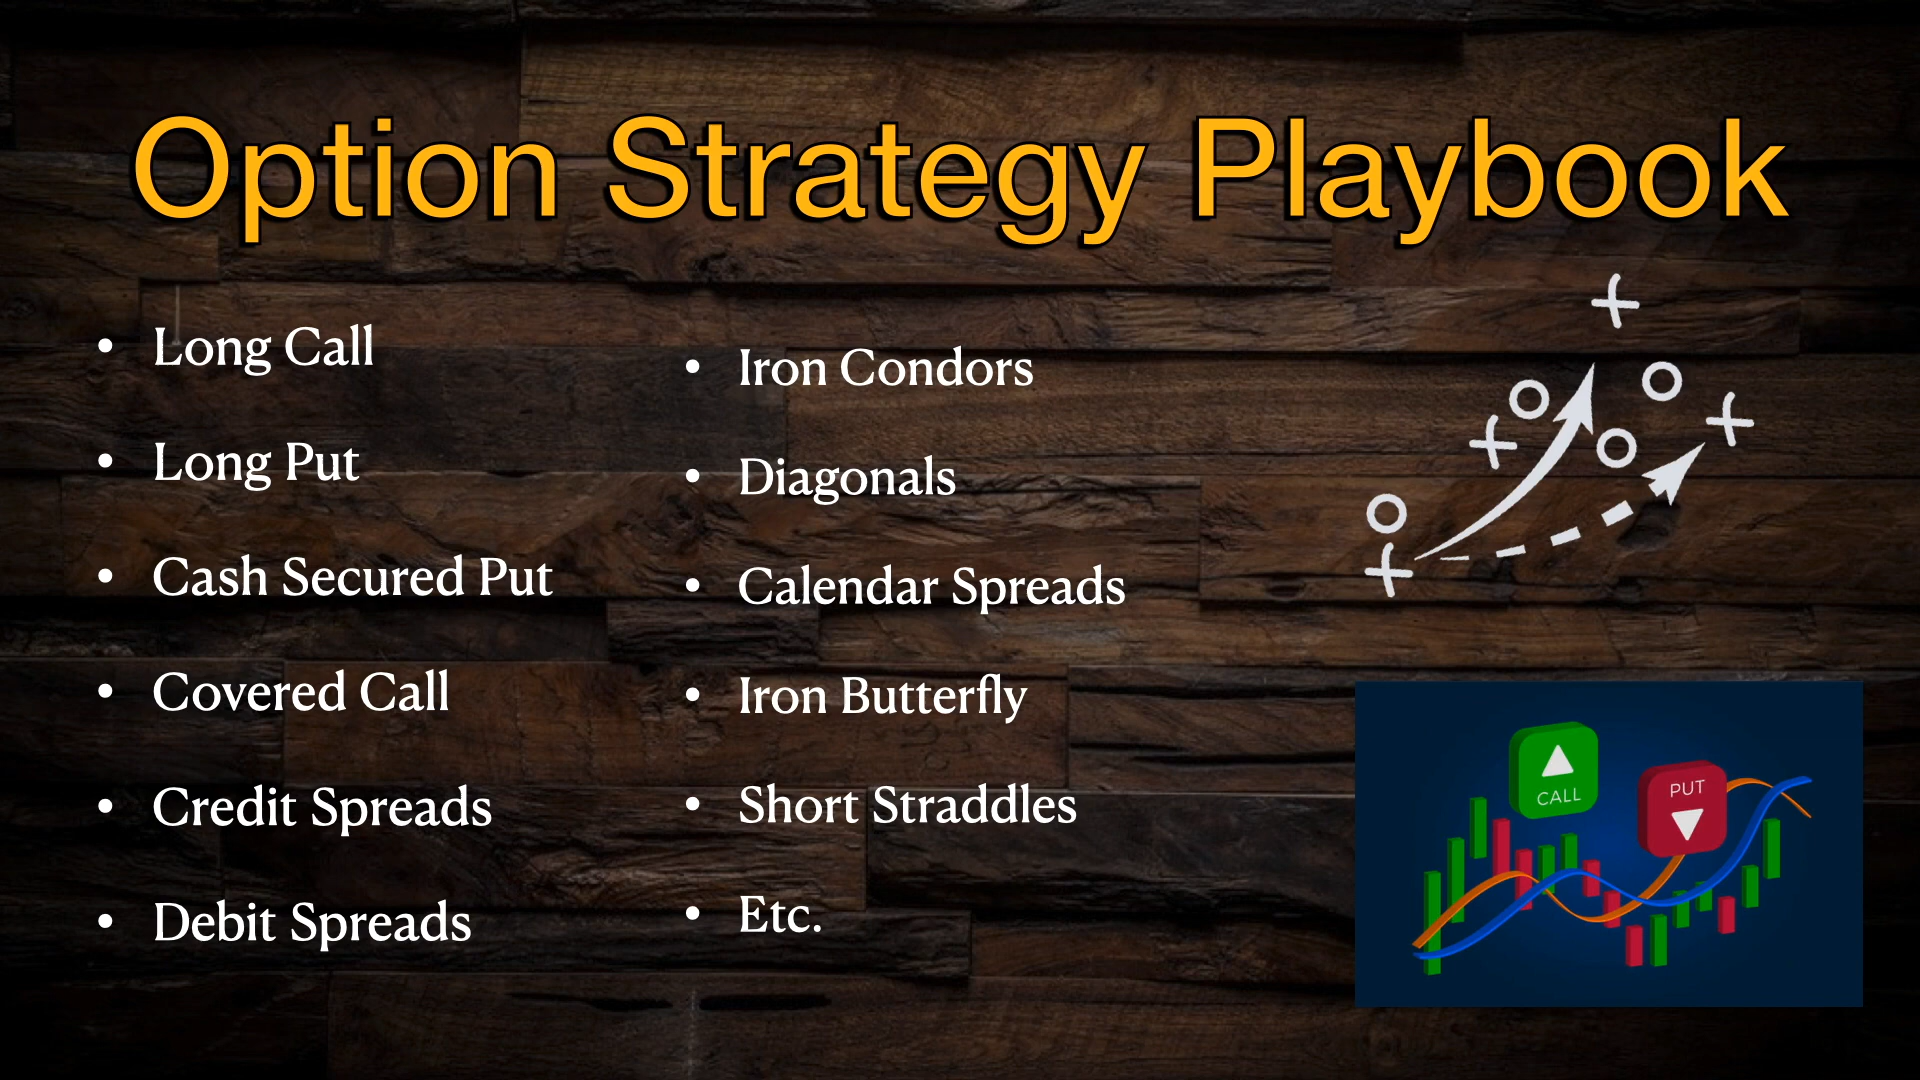 Option Strategy Playbook
• Long Call
• Long Put
• Cash Secured Put
• Covered Call
• Credit Spreads
• Debit Spreads
• Iron Condors
• Diagonals
• Calendar Spreads
• Iron Butterfly
• Short Straddles
• Etc.
CALL
PUT